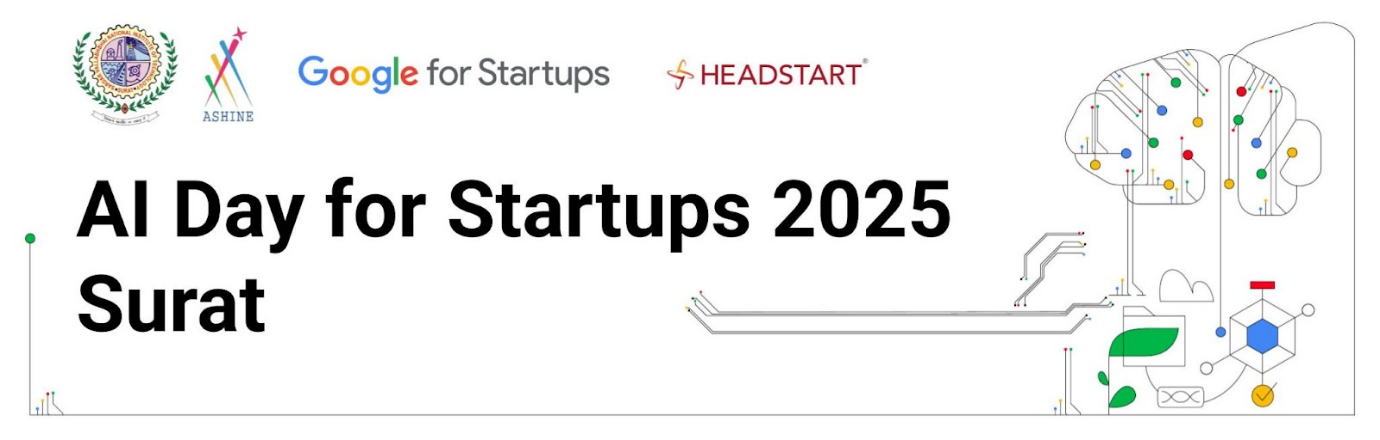 ASHINE
Google for Startups
HEADSTART
AI Day for Startups 2025
Surat